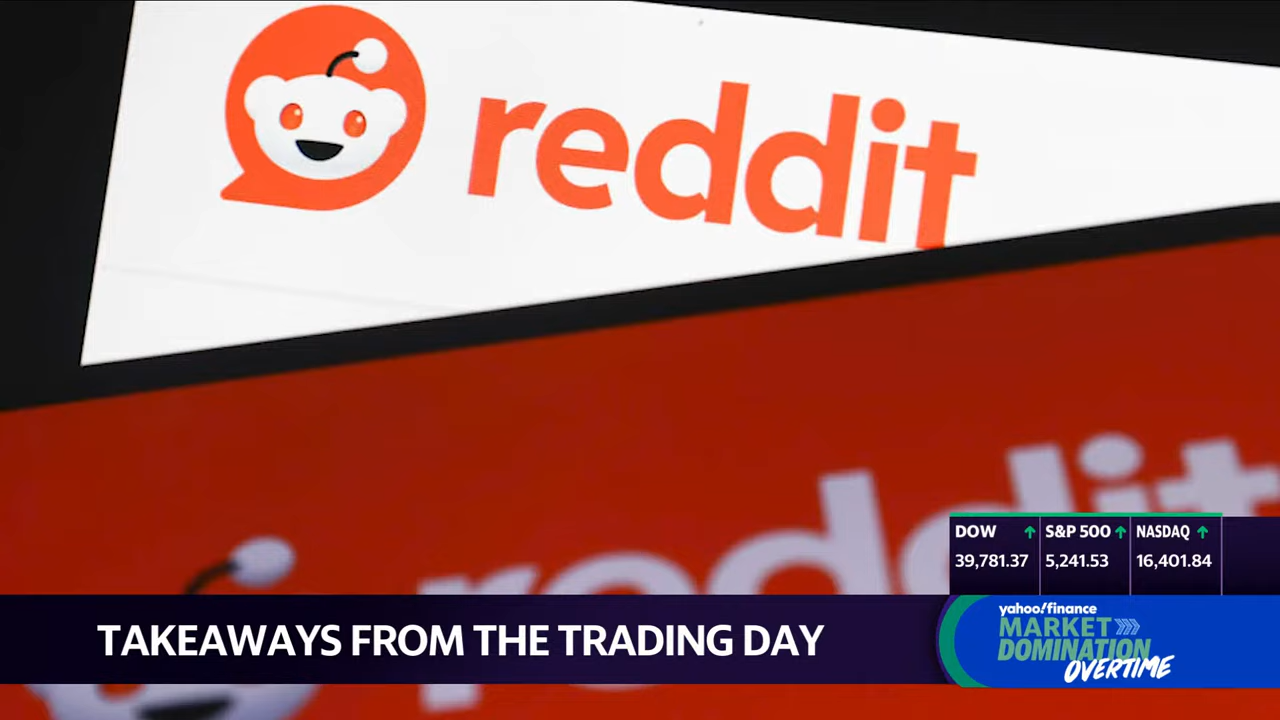 reddit
reddit
DOW
39,781.37
S&P 500
5,241.53
NASDAQ
16,401.84
TAKEAWAYS FROM THE TRADING DAY
yahoo!finance
MARKET
DOMINATION
OVERTIME